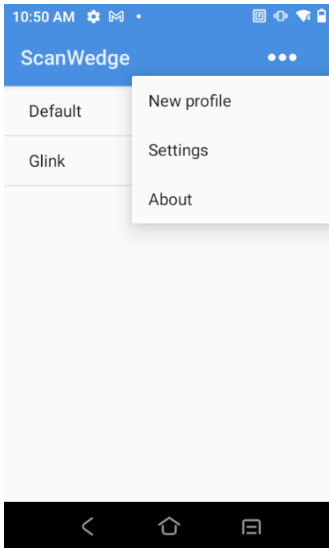 10:50 AM
ScanWedge
Default
Glink
New profile
Settings
About